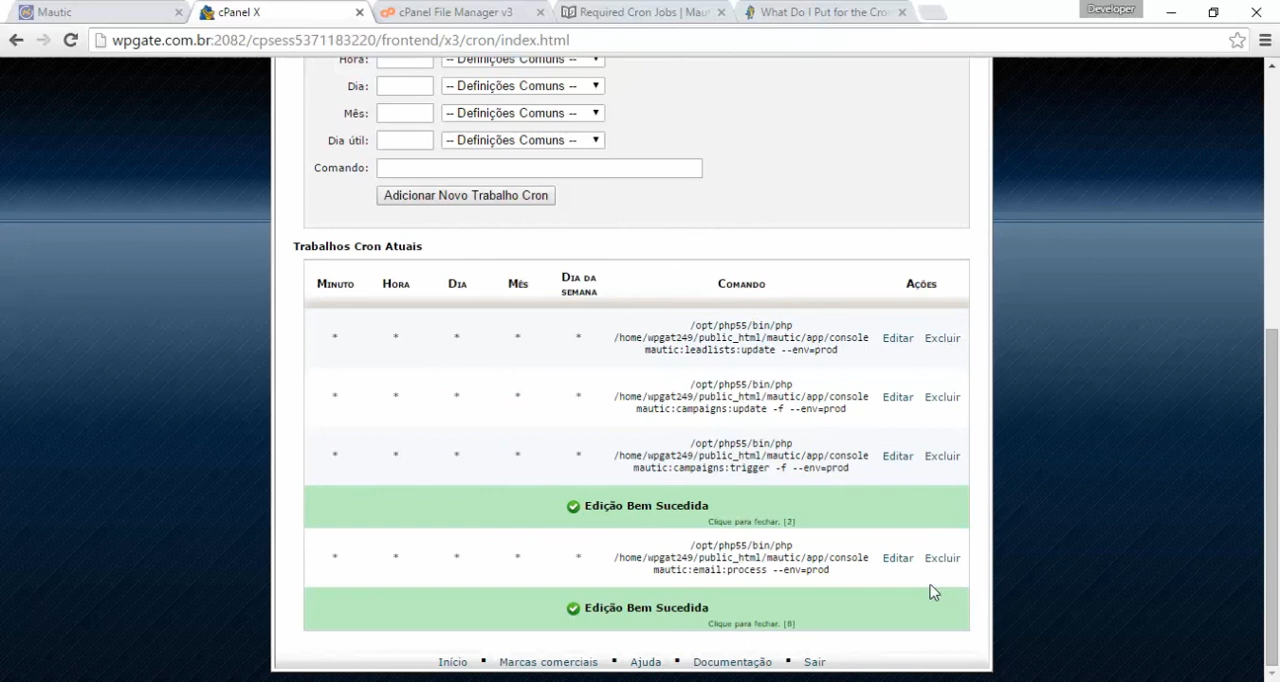 Mautic
cPanel X
cPanel File Manager v3
Required Cron Jobs | Mau
What Do I Put for the Cron
Developer
wpgate.com.br:2082/cpsess5371183220/frontend/x3/cron/index.html
Hora:
-- Definições Comuns --
Dia:
-- Definições Comuns --
Mês:
-- Definições Comuns --
Dia útil:
-- Definições Comuns --
Comando:
Adicionar Novo Trabalho Cron
Trabalhos Cron Atuais
Minuto Hora Dia Mês Dia da semana Comando Ações
/opt/php55/bin/php
* * * * * /home/wpgat249/public_html/mautic/app/console Editar Excluir
mautic:leadlists:update --env=prod
/opt/php55/bin/php
* * * * * /home/wpgat249/public_html/mautic/app/console Editar Excluir
mautic:campaigns:update -f --env=prod
/opt/php55/bin/php
* * * * * /home/wpgat249/public_html/mautic/app/console Editar Excluir
mautic:campaigns:trigger -f --env=prod
Edição Bem Sucedida
Clique para fechar. [2]
/opt/php55/bin/php
* * * * * /home/wpgat249/public_html/mautic/app/console Editar Excluir
mautic:email:process --env=prod
Edição Bem Sucedida
Clique para fechar. [8]
Início ▪ Marcas comerciais ▪ Ajuda ▪ Documentação ▪ Sair